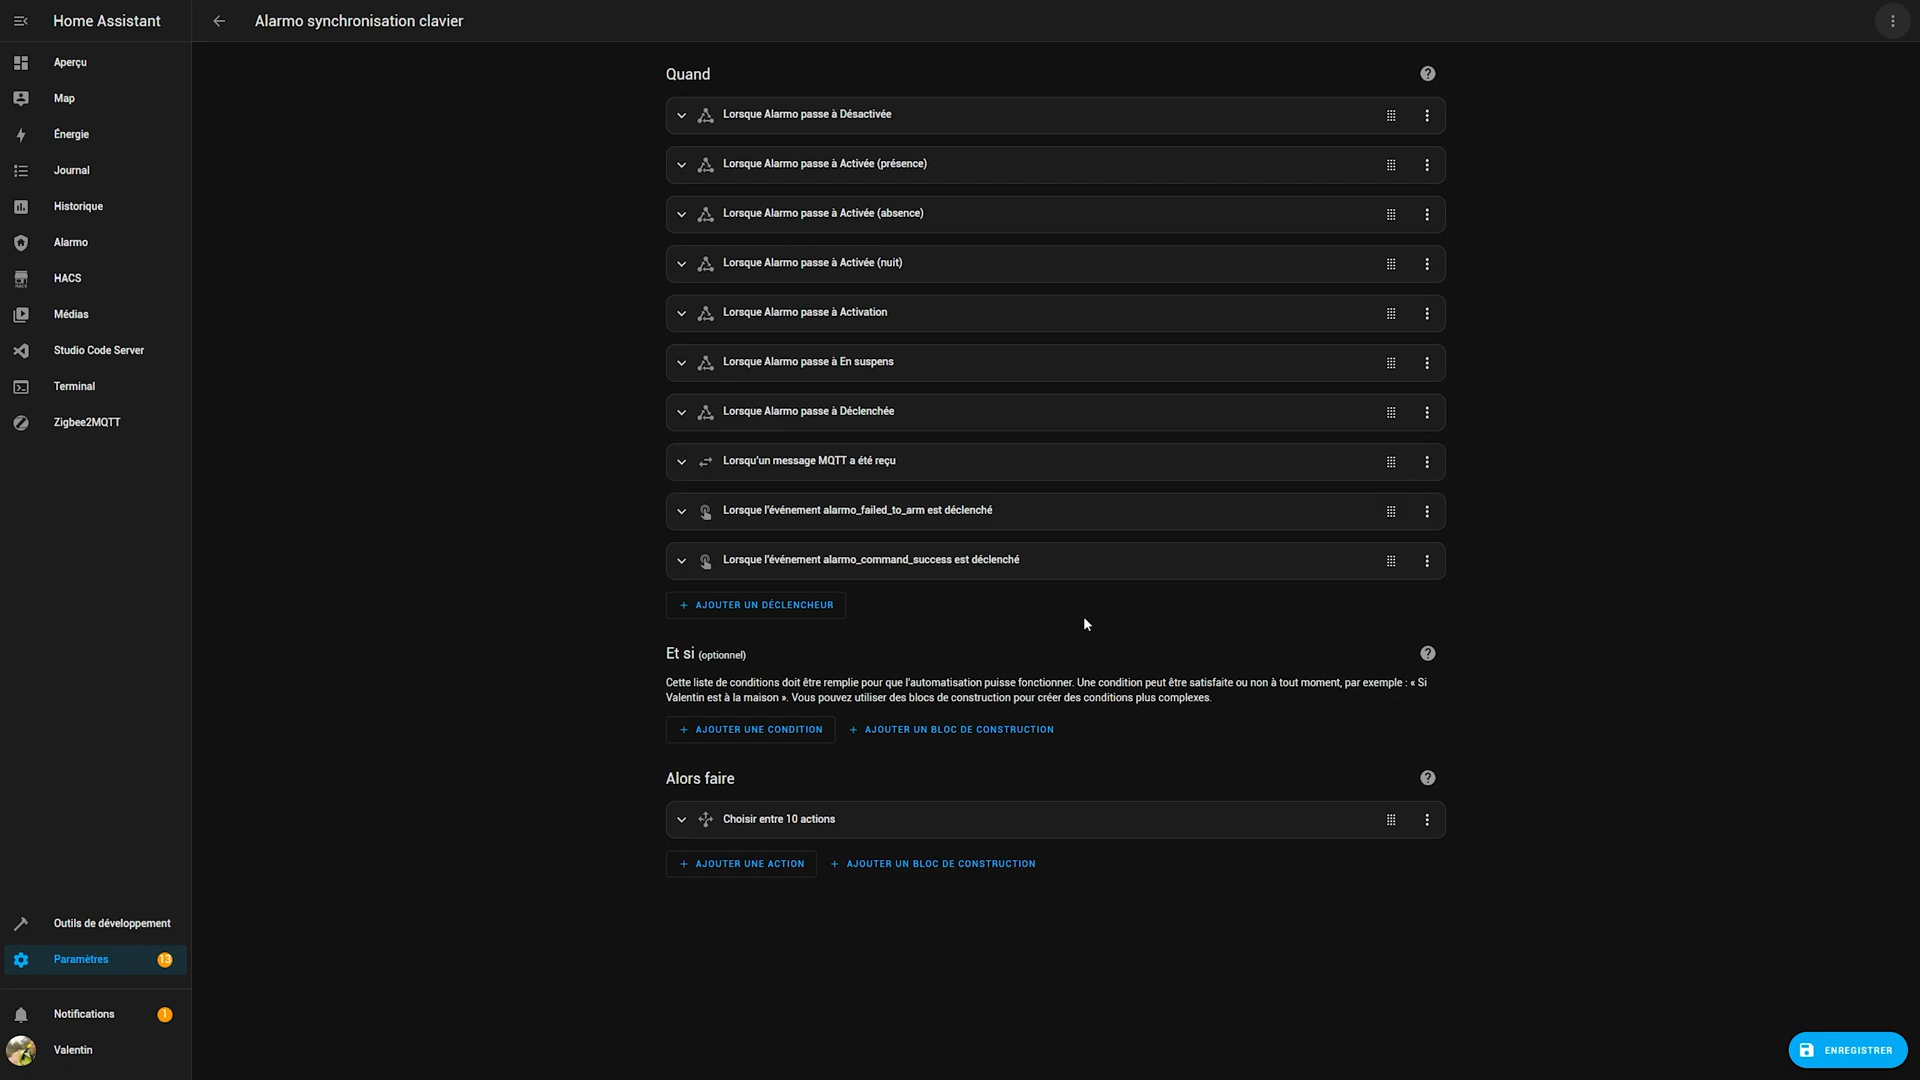 Home Assistant
Alarmo synchronisation clavier
Aperçu
Map
Énergie
Journal
Historique
Alarmo
HACS
Médias
Studio Code Server
Terminal
Zigbee2MQTT
Outils de développement
Paramètres 13
Notifications 1
Valentin
Quand
Lorsque Alarmo passe à Désactivée
Lorsque Alarmo passe à Activée (présence)
Lorsque Alarmo passe à Activée (absence)
Lorsque Alarmo passe à Activée (nuit)
Lorsque Alarmo passe à Activation
Lorsque Alarmo passe à En suspens
Lorsque Alarmo passe à Déclenchée
Lorsqu'un message MQTT a été reçu
Lorsque l'événement alarmo_failed_to_arm est déclenché
Lorsque l'événement alarmo_command_success est déclenché
+ AJOUTER UN DÉCLENCHEUR
Et si (optionnel)
Cette liste de conditions doit être remplie pour que l'automatisation puisse fonctionner. Une condition peut être satisfaite ou non à tout moment, par exemple : « Si
Valentin est à la maison ». Vous pouvez utiliser des blocs de construction pour créer des conditions plus complexes.
+ AJOUTER UNE CONDITION + AJOUTER UN BLOC DE CONSTRUCTION
Alors faire
Choisir entre 10 actions
+ AJOUTER UNE ACTION + AJOUTER UN BLOC DE CONSTRUCTION
ENREGISTRER